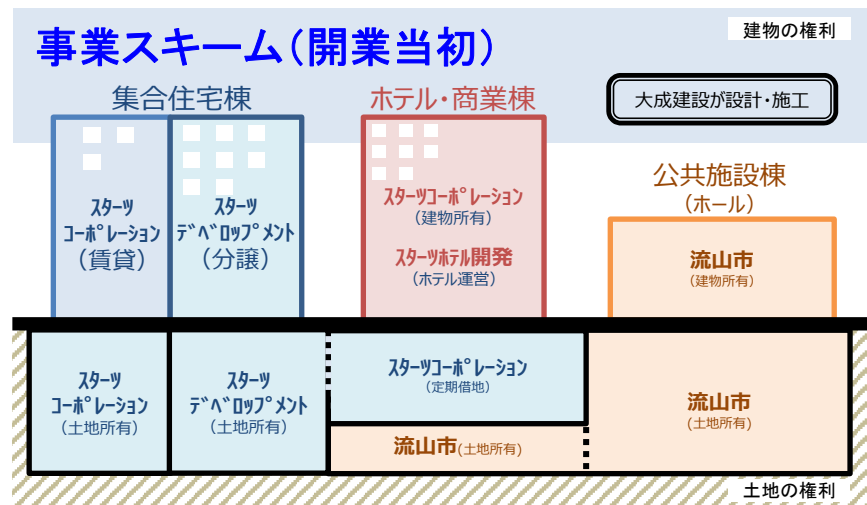 事業スキーム（開業当初）
建物の権利
大成建設が設計・施工
集合住宅棟
ｽﾀｰﾂ
ｺｰﾎﾟﾚｰｼｮﾝ
（賃貸）
ｽﾀｰﾂ
ﾃﾞﾍﾞﾛｯﾌﾟﾒﾝﾄ
（分譲）
ホテル・商業棟
ｽﾀｰﾂｺｰﾎﾟﾚｰｼｮﾝ
（建物所有）
ｽﾀｰﾂﾎﾃﾙ開発
（ホテル運営）
公共施設棟
（ホール）
流山市
（建物所有）
ｽﾀｰﾂ
ｺｰﾎﾟﾚｰｼｮﾝ
（土地所有）
ｽﾀｰﾂ
ﾃﾞﾍﾞﾛｯﾌﾟﾒﾝﾄ
（土地所有）
ｽﾀｰﾂｺｰﾎﾟﾚｰｼｮﾝ
（定期借地）
流山市（土地所有）
流山市
（土地所有）
土地の権利